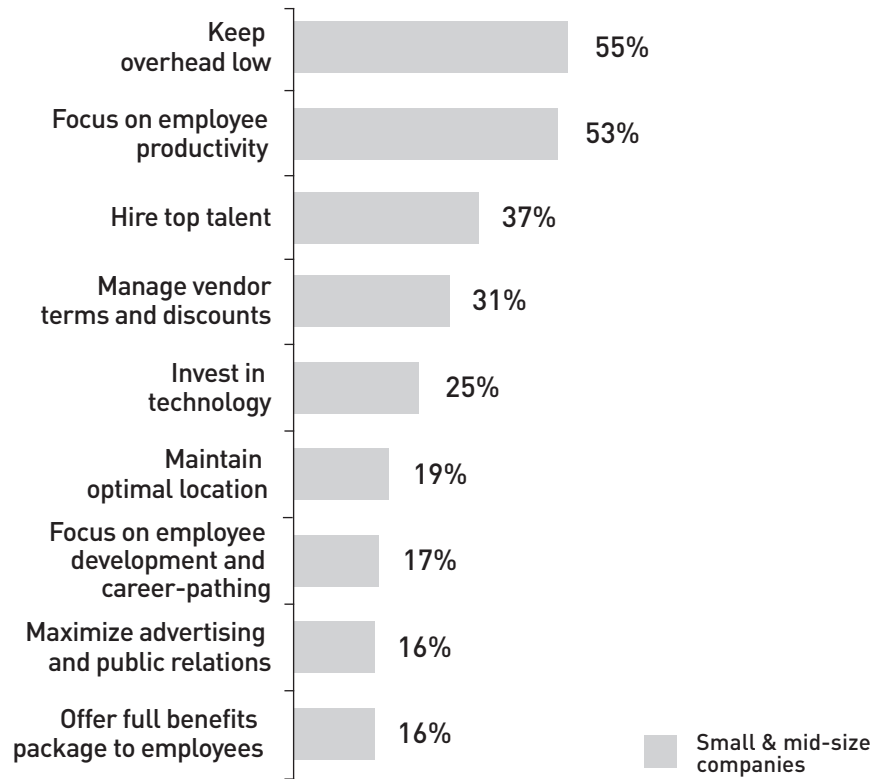 Keep
overhead low
55%
Focus on employee
productivity
53%
Hire top talent
37%
Manage vendor
terms and discounts
31%
Invest in
technology
25%
Maintain
optimal location
19%
Focus on employee
development and
career-pathing
17%
Maximize advertising
and public relations
16%
Offer full benefits
package to employees
16%
Small & mid-size
companies